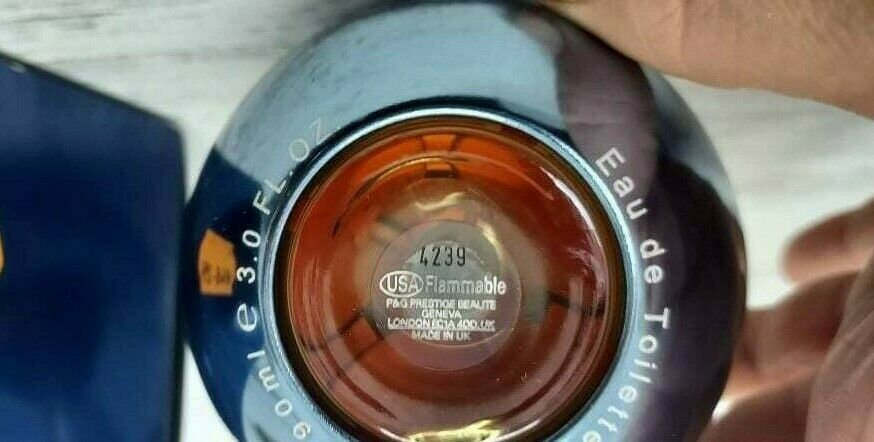 4239
USA Flammable
P&G PRESTIGE BEAUTE
GENEVA
LONDON EC1A 4DD, UK
MADE IN UK
Eau de Toilette
90ml e 3.0 FL.OZ